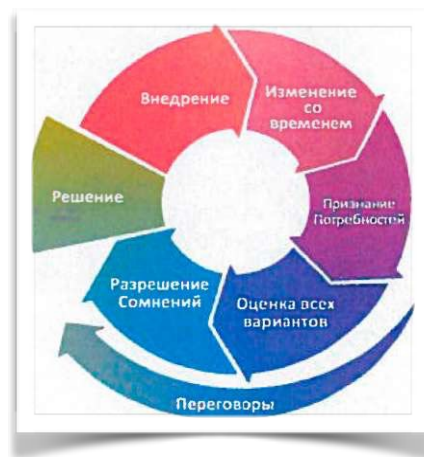 Внедрение
Изменение
со
временем
Признание
Потребностей
Оценка всех
вариантов
Разрешение
Сомнений
Решение
Переговоры